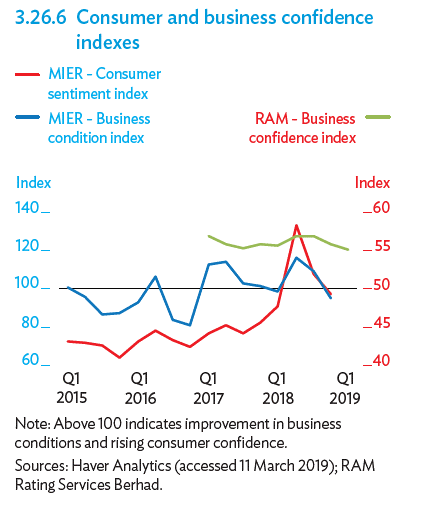 3.26.6 Consumer and business confidence
indexes
MIER – Consumer
sentiment index
MIER – Business
condition index
RAM – Business
confidence index
Index
Index
140
60
120
55
100
50
80
45
60
40
Q1
2015
Q1
2016
Q1
2017
Q1
2018
Q1
2019
Note: Above 100 indicates improvement in business
conditions and rising consumer confidence.
Sources: Haver Analytics (accessed 11 March 2019); RAM
Rating Services Berhad.